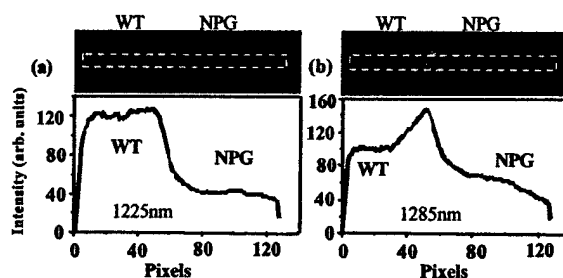 WT NPG WT NPG
(a) (b)
Intensity (arb. units)
120
80
40
0
WT
NPG
1225nm
0 40 80 120
Pixels
160
120
80
40
0
WT
NPG
1285nm
0 40 80 120
Pixels